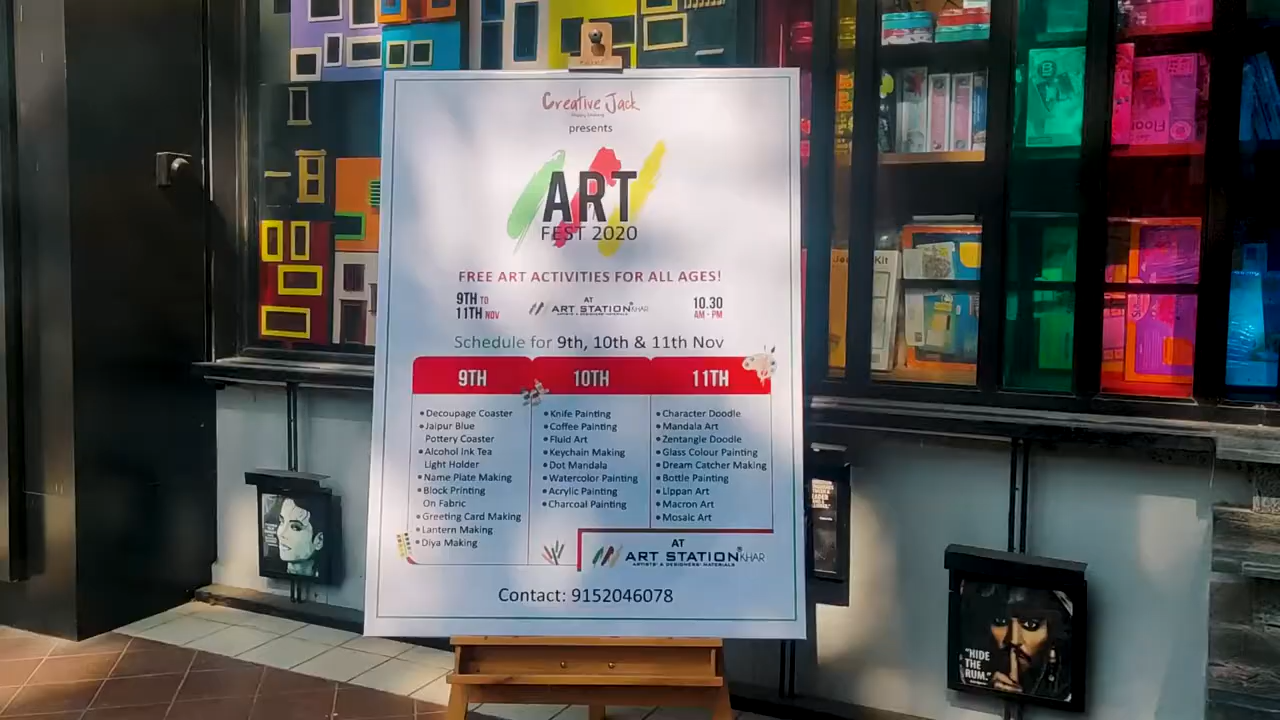 Creative Jack
presents
ART
FEST 2020
FREE ART ACTIVITIES FOR ALL AGES!
9TH TO
11TH NOV
AT
ART STATION KHAR
ARTISTS' & DESIGNERS' MATERIALS
10.30
AM - PM
Schedule for 9th, 10th & 11th Nov
9TH
• Decoupage Coaster
• Jaipur Blue
Pottery Coaster
• Alcohol Ink Tea
Light Holder
• Name Plate Making
• Block Printing
On Fabric
• Greeting Card Making
• Lantern Making
• Diya Making
10TH
• Knife Painting
• Coffee Painting
• Fluid Art
• Keychain Making
• Dot Mandala
• Watercolor Painting
• Acrylic Painting
• Charcoal Painting
11TH
• Character Doodle
• Mandala Art
• Zentangle Doodle
• Glass Colour Painting
• Dream Catcher Making
• Bottle Painting
• Lippan Art
• Macron Art
• Mosaic Art
AT
ART STATION KHAR
ARTISTS' & DESIGNERS' MATERIALS
Contact: 9152046078
Kit
"HIDE
THE
RUM."